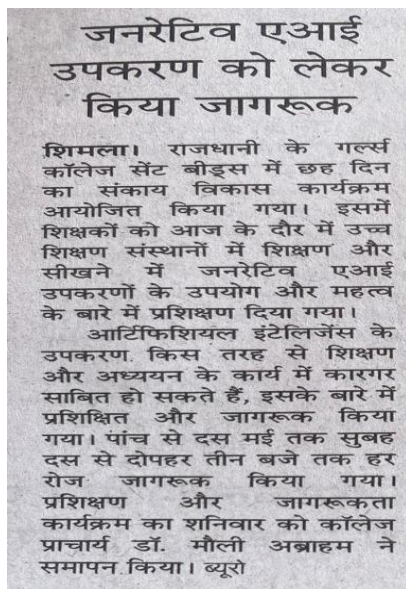 जनरेटिव एआई
उपकरण को लेकर
किया जागरूक
शिमला। राजधानी के गर्ल्स
कॉलेज सेंट बीड्स में छह दिन
का संकाय विकास कार्यक्रम
आयोजित किया गया। इसमें
शिक्षकों को आज के दौर में उच्च
शिक्षण संस्थानों में शिक्षण और
सीखने में जनरेटिव एआई
उपकरणों के उपयोग और महत्व
के बारे में प्रशिक्षण दिया गया।
आर्टिफिशियल इंटेलिजेंस के
उपकरण किस तरह से शिक्षण
और अध्ययन के कार्य में कारगर
साबित हो सकते हैं, इसके बारे में
प्रशिक्षित और जागरूक किया
गया। पांच से दस मई तक सुबह
दस से दोपहर तीन बजे तक हर
रोज जागरूक किया गया।
प्रशिक्षण और जागरूकता
कार्यक्रम का शनिवार को कॉलेज
प्राचार्य डॉ. मौली अब्राहम ने
समापन किया। ब्यूरो